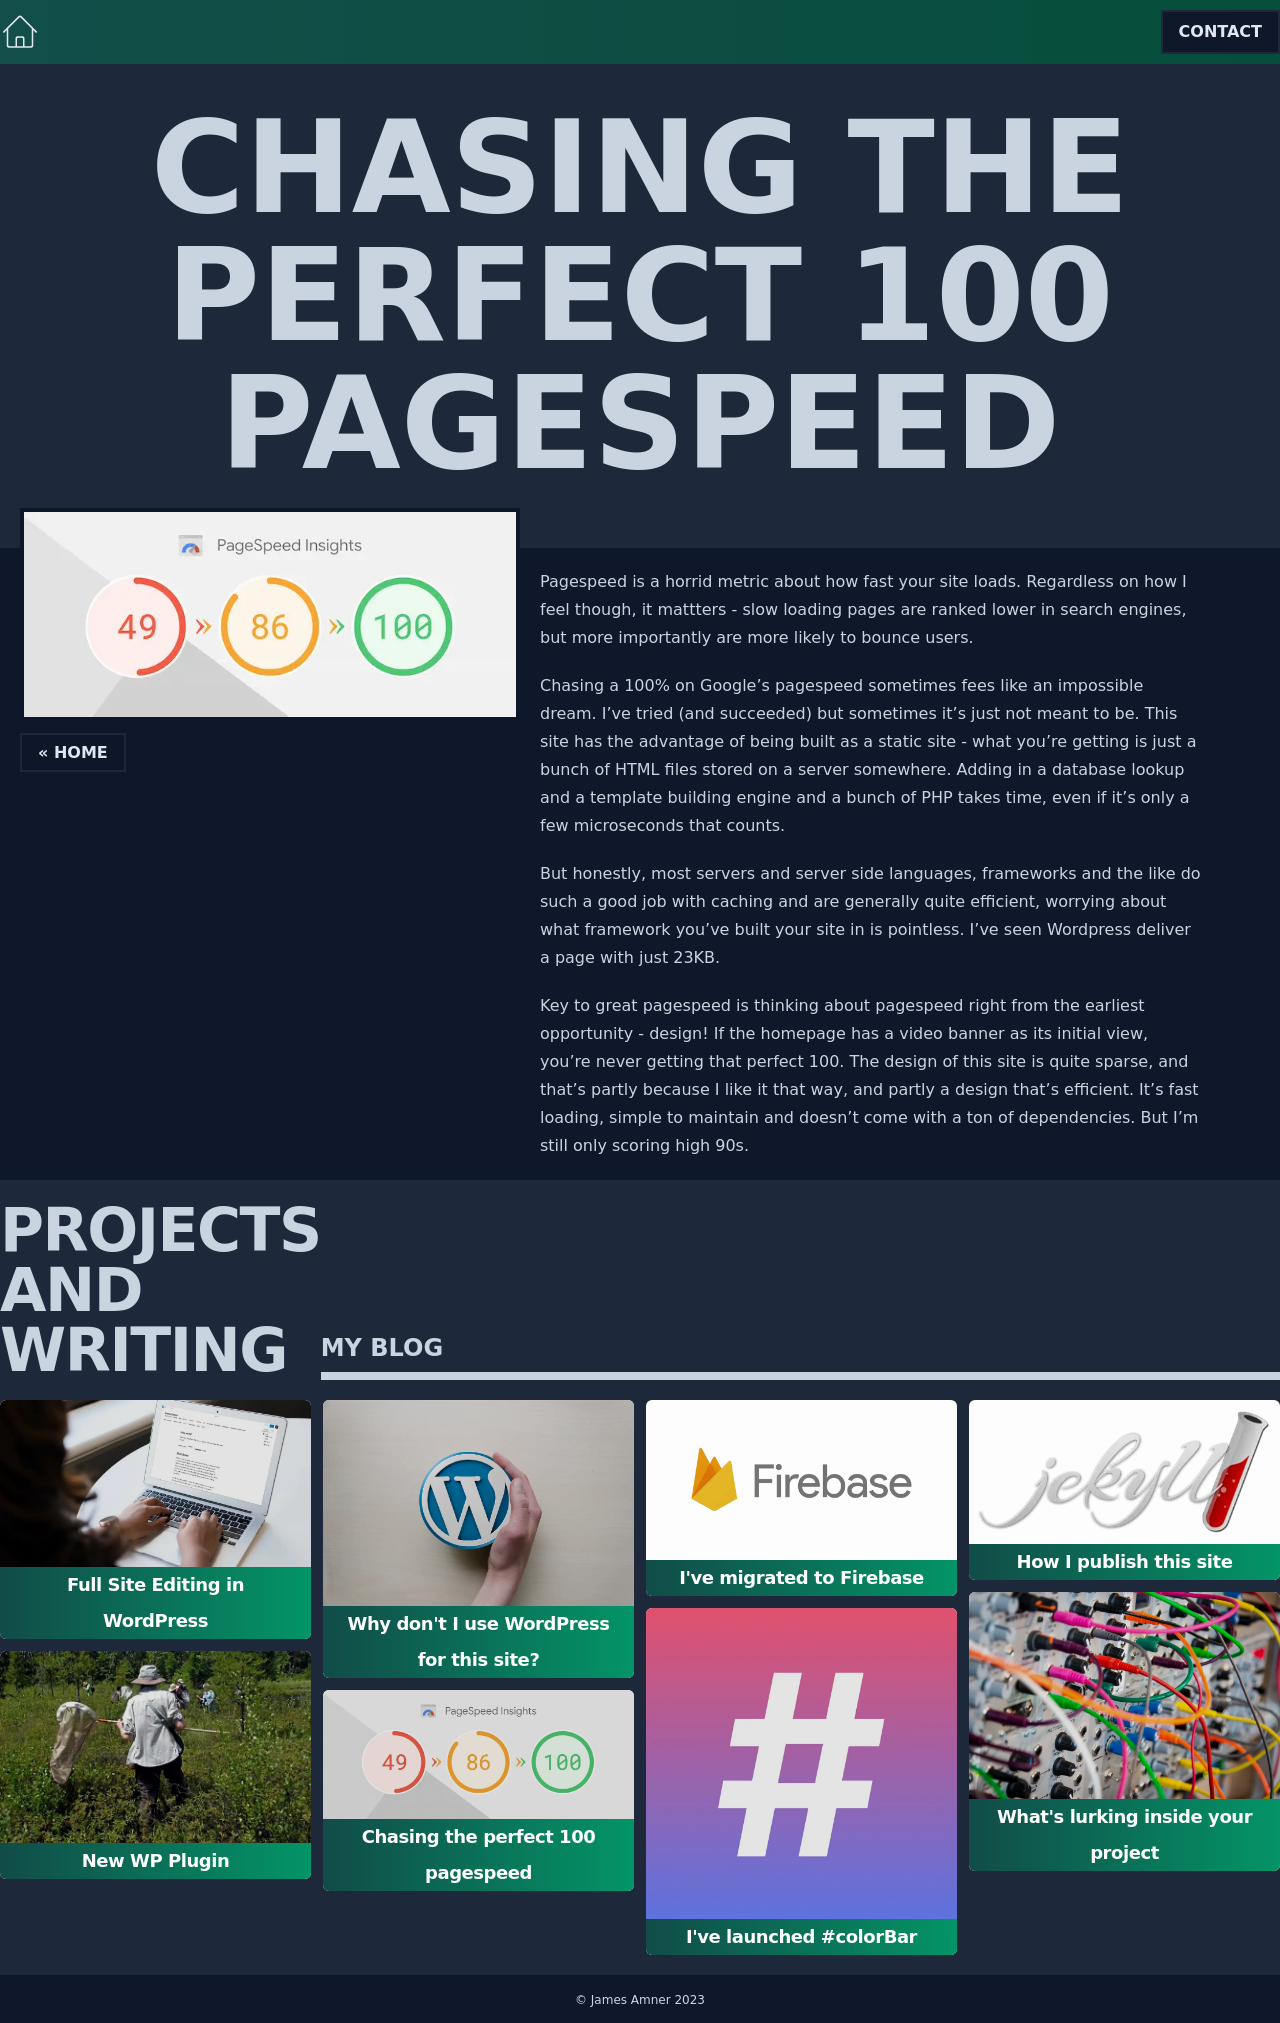 CONTACT
CHASING THE
PERFECT 100
PAGESPEED
PageSpeed Insights
49 » 86 » 100
« HOME
Pagespeed is a horrid metric about how fast your site loads. Regardless on how I
feel though, it mattters - slow loading pages are ranked lower in search engines,
but more importantly are more likely to bounce users.
Chasing a 100% on Google’s pagespeed sometimes fees like an impossible
dream. I’ve tried (and succeeded) but sometimes it’s just not meant to be. This
site has the advantage of being built as a static site - what you’re getting is just a
bunch of HTML files stored on a server somewhere. Adding in a database lookup
and a template building engine and a bunch of PHP takes time, even if it’s only a
few microseconds that counts.
But honestly, most servers and server side languages, frameworks and the like do
such a good job with caching and are generally quite efficient, worrying about
what framework you’ve built your site in is pointless. I’ve seen Wordpress deliver
a page with just 23KB.
Key to great pagespeed is thinking about pagespeed right from the earliest
opportunity - design! If the homepage has a video banner as its initial view,
you’re never getting that perfect 100. The design of this site is quite sparse, and
that’s partly because I like it that way, and partly a design that’s efficient. It’s fast
loading, simple to maintain and doesn’t come with a ton of dependencies. But I’m
still only scoring high 90s.
PROJECTS
AND
WRITING
MY BLOG
Full Site Editing in
WordPress
New WP Plugin
W
Why don't I use WordPress
for this site?
PageSpeed Insights
49 » 86 » 100
Chasing the perfect 100
pagespeed
Firebase
I've migrated to Firebase
#
I've launched #colorBar
jekyll
How I publish this site
What's lurking inside your
project
© James Amner 2023